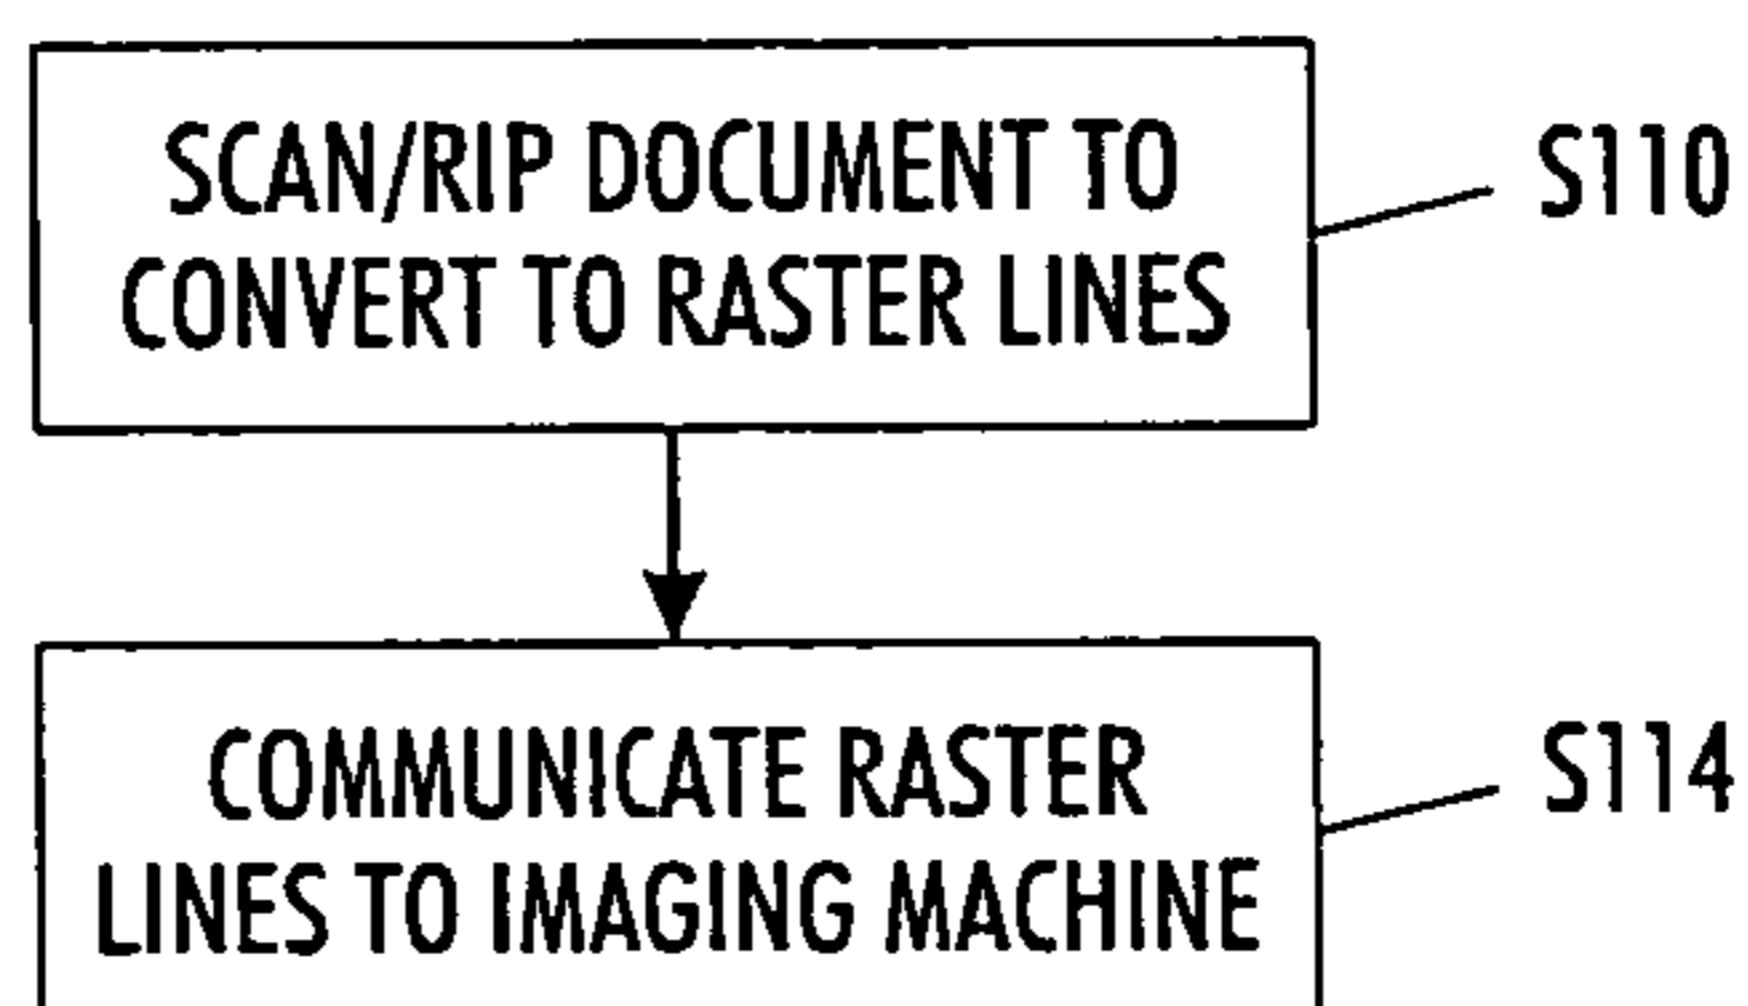 SCAN/RIP DOCUMENT TO
CONVERT TO RASTER LINES
S110
COMMUNICATE RASTER
LINES TO IMAGING MACHINE
S114